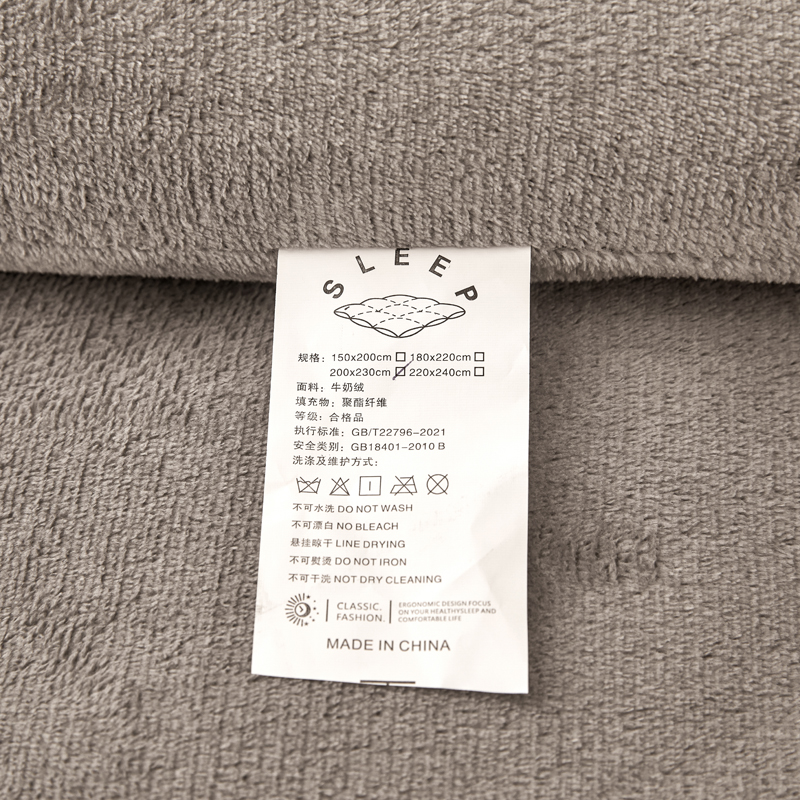 SLEEP
规格：150x200cm 180x220cm
200x230cm 220x240cm
面料：牛奶绒
填充物：聚酯纤维
等级：合格品
执行标准：GB/T22796-2021
安全类别：GB18401-2010 B
洗涤及维护方式：
不可水洗 DO NOT WASH
不可漂白 NO BLEACH
悬挂晾干 LINE DRYING
不可熨烫 DO NOT IRON
不可干洗 NOT DRY CLEANING
CLASSIC.
FASHION.
ERGONOMIC DESIGN FOCUS
ON YOUR HEALTHYSLEEP AND
COMFORTABLE LIFE
MADE IN CHINA